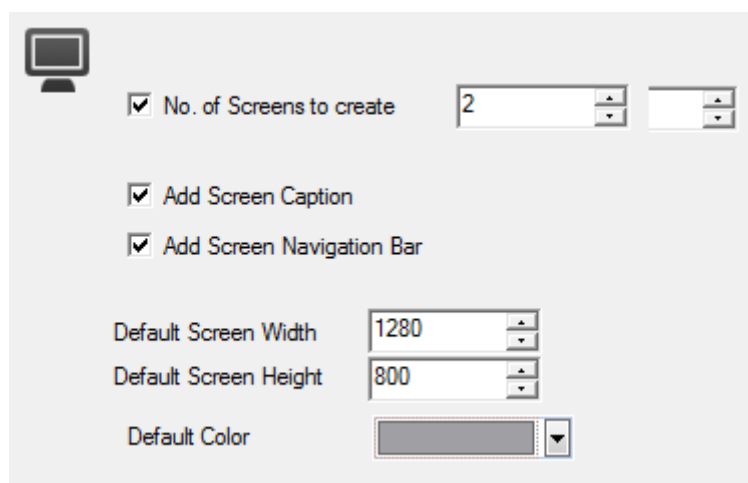 No. of Screens to create 2
Add Screen Caption
Add Screen Navigation Bar
Default Screen Width 1280
Default Screen Height 800
Default Color